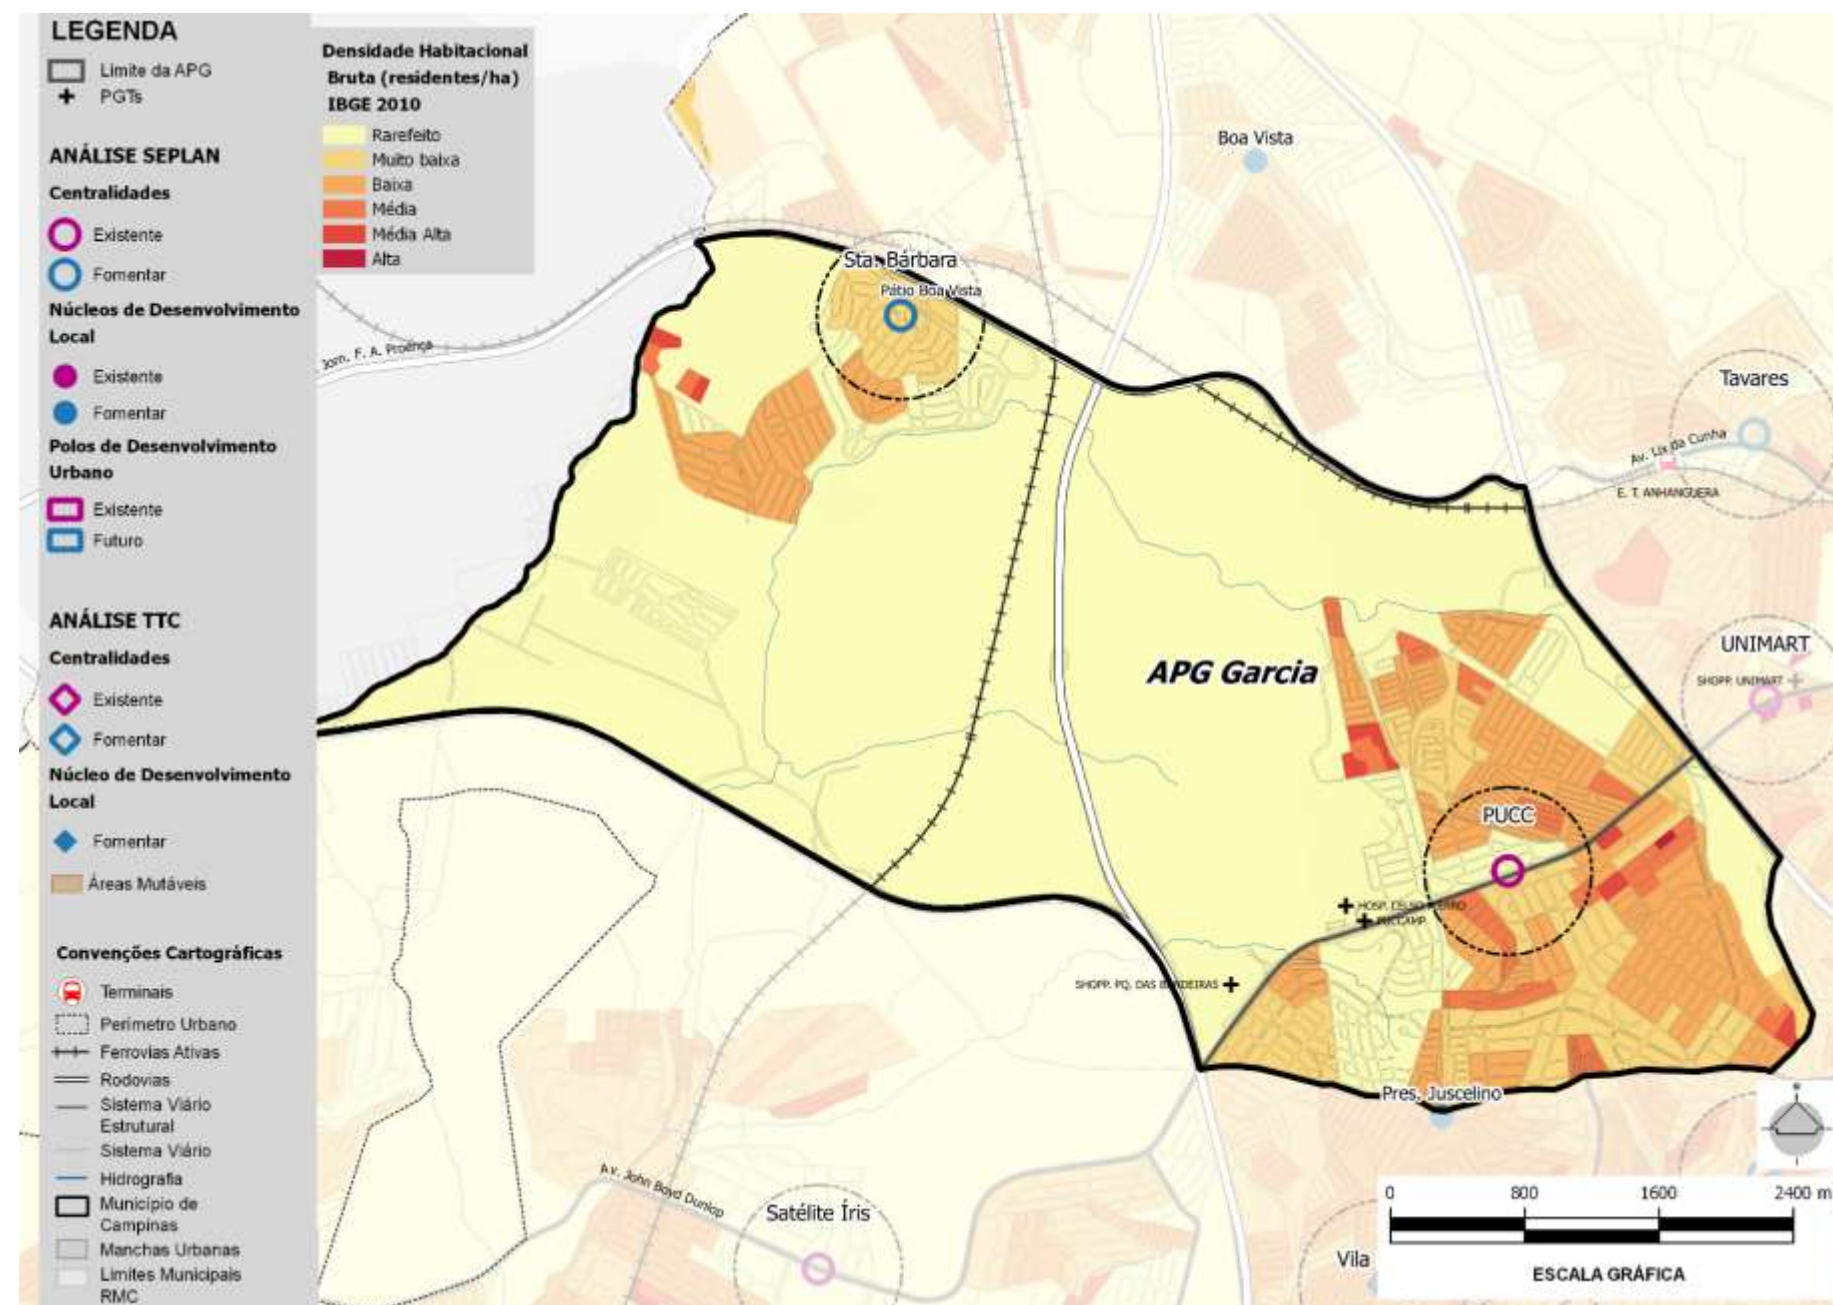 LEGENDA
Limite da APG
PGTs
ANÁLISE SEPLAN
Centralidades
Existente
Fomentar
Núcleos de Desenvolvimento
Local
Existente
Fomentar
Polos de Desenvolvimento
Urbano
Existente
Futuro
ANÁLISE TTC
Centralidades
Existente
Fomentar
Núcleo de Desenvolvimento
Local
Fomentar
Áreas Mutáveis
Convenções Cartográficas
Terminais
Perímetro Urbano
Ferrovias Ativas
Rodovias
Sistema Viário
Estrutural
Sistema Viário
Hidrografia
Município de
Campinas
Manchas Urbanas
Limites Municipais
RMC
Densidade Habitacional
Bruta (residentes/ha)
IBGE 2010
Rarefeito
Muito baixa
Baixa
Média
Média Alta
Alta
Jorn. F. A. Proença
Sta. Bárbara
Pátio Boa Vista
Boa Vista
Tavares
Av. Lix da Cunha
E. T. ANHANGUERA
APG Garcia
UNIMART
SHOPP. UNIMART
PUCC
HOSP. CELSO
PUCCAMP
SHOPP. PQ. DAS BANDEIRAS
Pres. Juscelino
Av. John Boyd Dunlop
Satélite Íris
Vila
0 800 1600 2400 m
ESCALA GRÁFICA